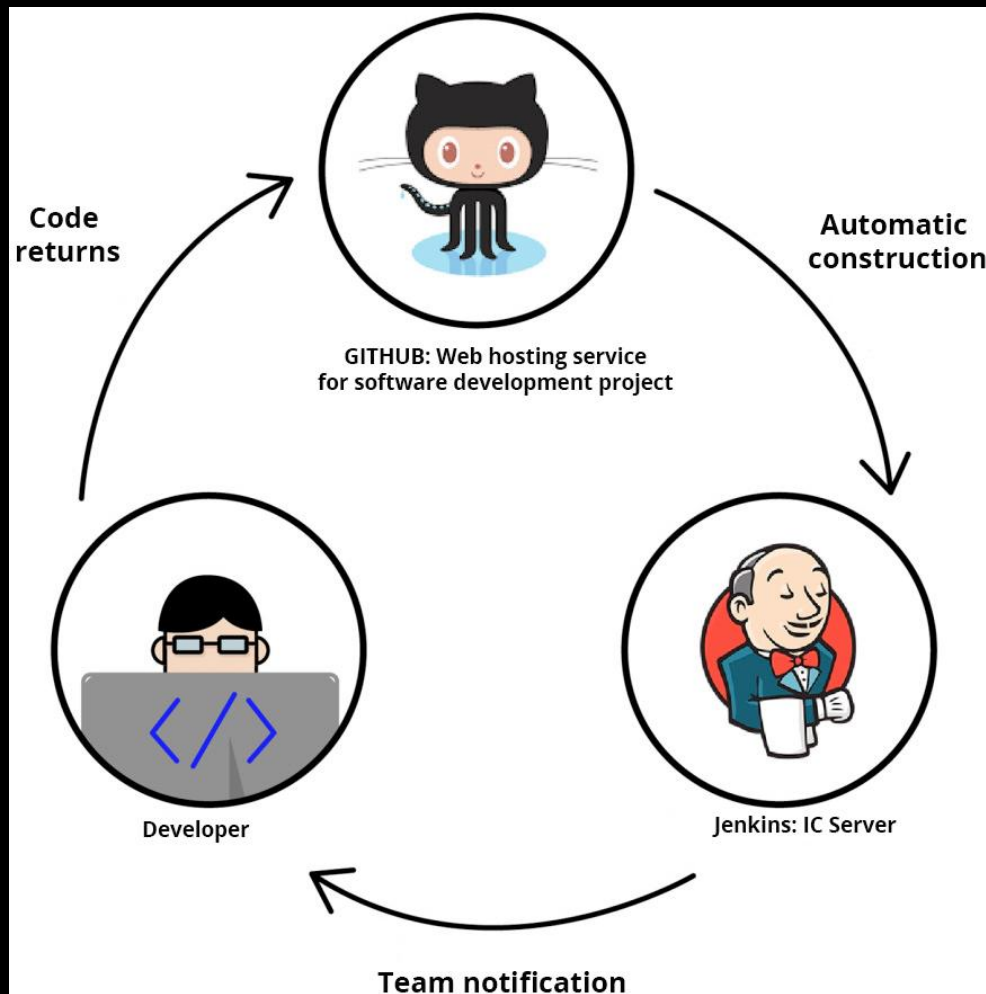 Code
returns
Automatic
construction
GITHUB: Web hosting service
for software development project
Developer
Jenkins: IC Server
Team notification